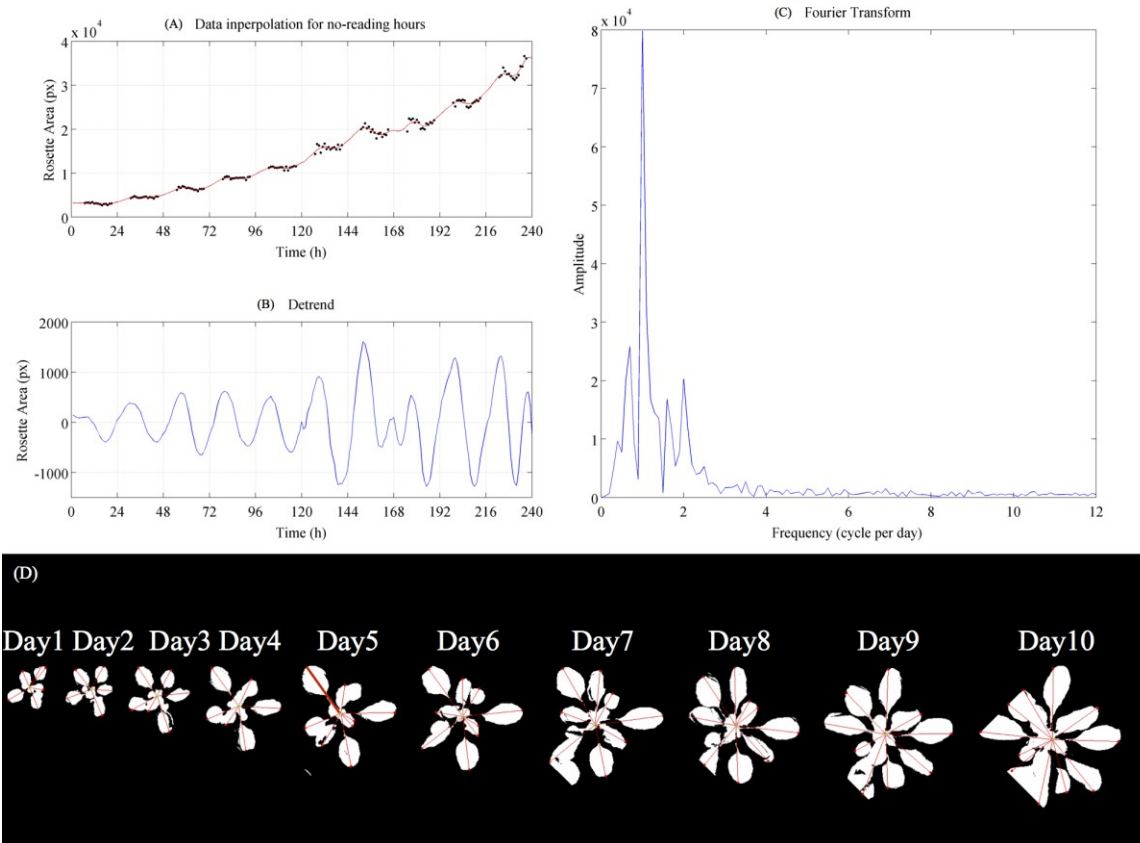 (A) Data inperpolation for no-reading hours
x 10⁴
4
3
2
1
0
Rosette Area (px)
0 24 48 72 96 120 144 168 192 216 240
Time (h)
(B) Detrend
2000
1000
0
-1000
Rosette Area (px)
0 24 48 72 96 120 144 168 192 216 240
Time (h)
(C) Fourier Transform
x 10⁴
8
7
6
5
4
3
2
1
0
Amplitude
0 2 4 6 8 10 12
Frequency (cycle per day)
(D)
Day1 Day2 Day3 Day4 Day5 Day6 Day7 Day8 Day9 Day10